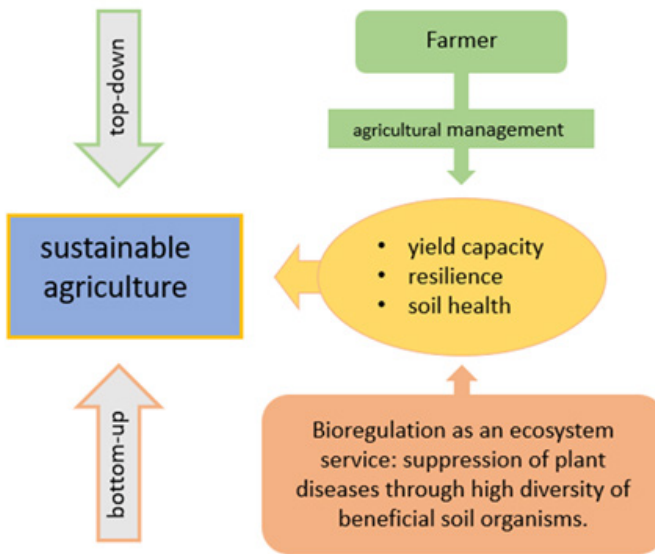 top-down
Farmer
agricultural management
sustainable
agriculture
• yield capacity
• resilience
• soil health
bottom-up
Bioregulation as an ecosystem
service: suppression of plant
diseases through high diversity of
beneficial soil organisms.